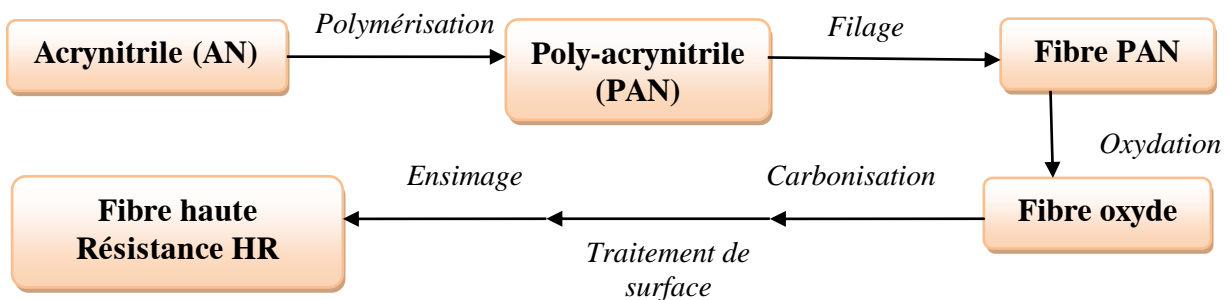 Acrynitrile (AN)
Polymérisation
Poly-acrynitrile
(PAN)
Filage
Fibre PAN
Oxydation
Fibre oxyde
Carbonisation
Traitement de
surface
Ensimage
Fibre haute
Résistance HR